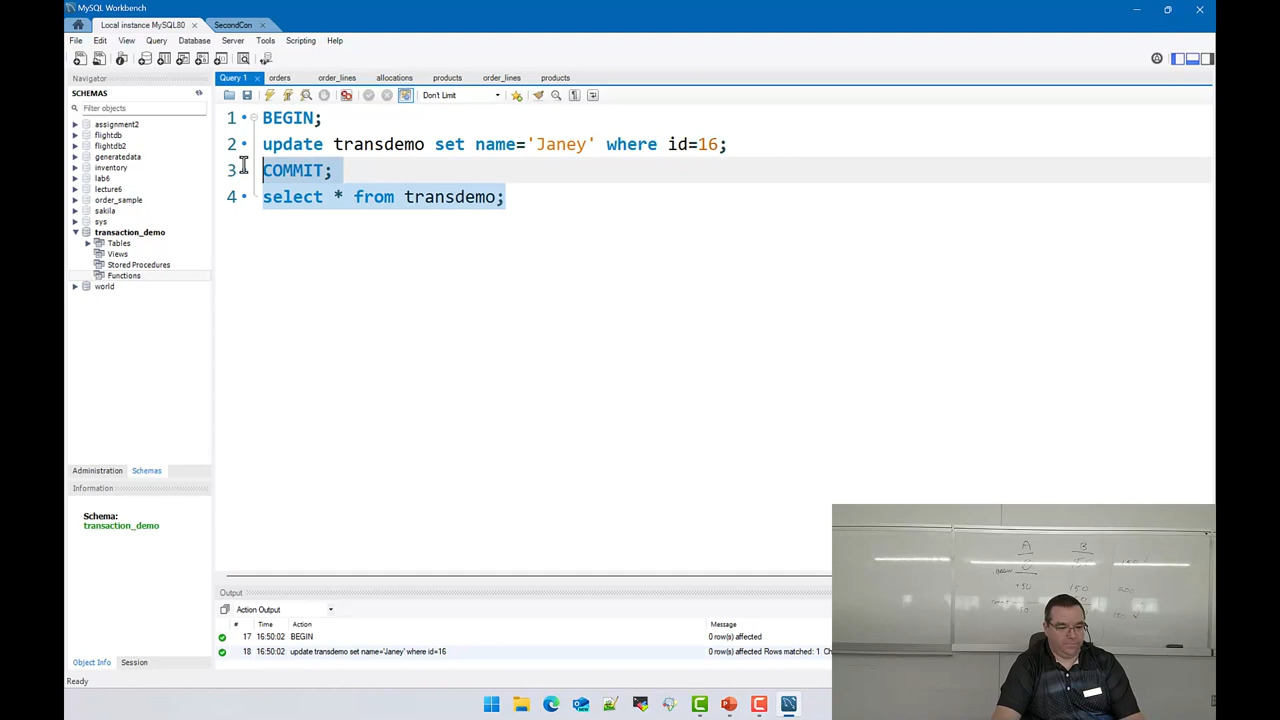 MySQL Workbench
Local instance MySQL80
SecondCon
File Edit View Query Database Server Tools Scripting Help
Navigator
SCHEMAS
Filter objects
assignment2
flightdb
flightdb2
generatedata
inventory
lab6
lecture6
order_sample
sakila
sys
transaction_demo
Tables
Views
Stored Procedures
Functions
world
Administration Schemas
Information
Schema:
transaction_demo
Object Info Session
Ready
Query 1 orders order_lines allocations products order_lines products
Don't Limit
1 BEGIN;
2 update transdemo set name='Janey' where id=16;
3 COMMIT;
4 select * from transdemo;
Output
Action Output
# Time Action Message
17 16:50:02 BEGIN 0 row(s) affected
18 16:50:02 update transdemo set name='Janey' where id=16 0 row(s) affected Rows matched: 1 Ch
A B
150